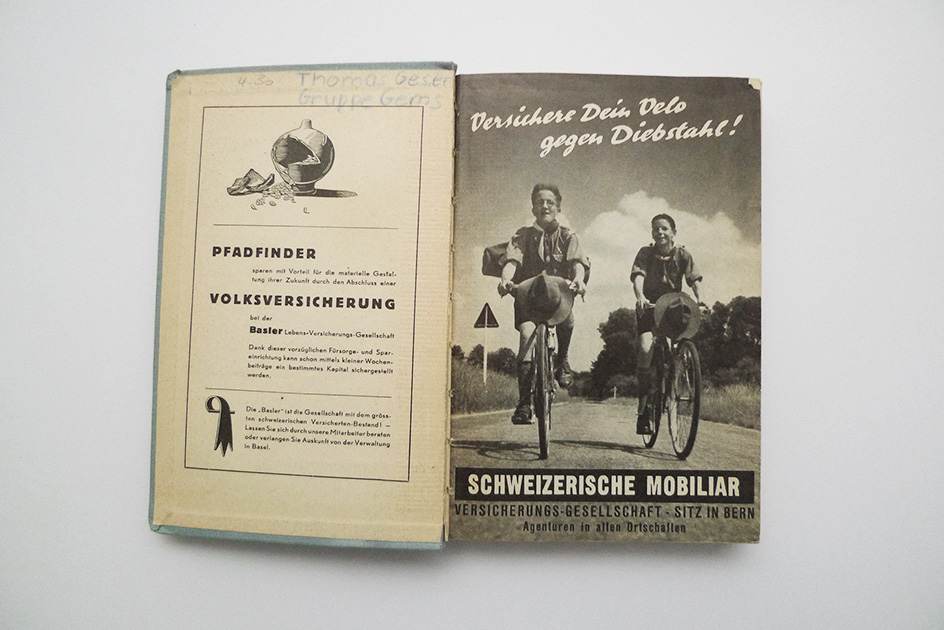 4.30 Thomas Geser
Gruppe Gems
PFADFINDER
sparen mit Vorteil für die materielle Gestal-
tung ihrer Zukunft durch den Abschluss einer
VOLKSVERSICHERUNG
bei der
Basler Lebens-Versicherungs-Gesellschaft
Dank dieser vorzüglichen Fürsorge- und Spar-
einrichtung kann schon mittels kleiner Wochen-
beiträge ein bestimmtes Kapital sichergestellt
werden.
Die „Basler" ist die Gesellschaft mit dem gröss-
ten schweizerischen Versicherten-Bestand! –
Lassen Sie sich durch unsere Mitarbeiter beraten
oder verlangen Sie Auskunft von der Verwaltung
in Basel.
Versichere Dein Velo
gegen Diebstahl!
SCHWEIZERISCHE MOBILIAR
VERSICHERUNGS-GESELLSCHAFT - SITZ IN BERN
Agenturen in allen Ortschaften